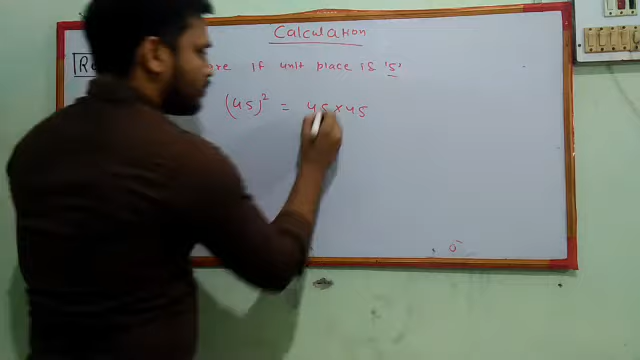 Calculation
if unit place is '5'
(45)² = 45×45